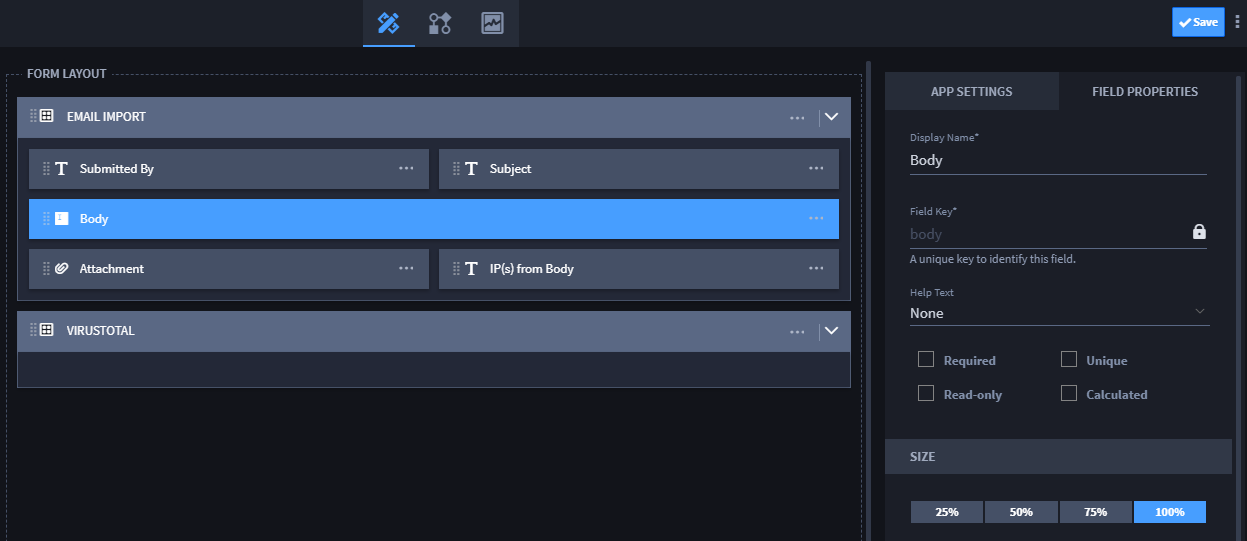 Save
FORM LAYOUT
EMAIL IMPORT
Submitted By
Subject
Body
Attachment
IP(s) from Body
VIRUSTOTAL
APP SETTINGS
FIELD PROPERTIES
Display Name*
Body
Field Key*
body
A unique key to identify this field.
Help Text
None
Required
Unique
Read-only
Calculated
SIZE
25%
50%
75%
100%